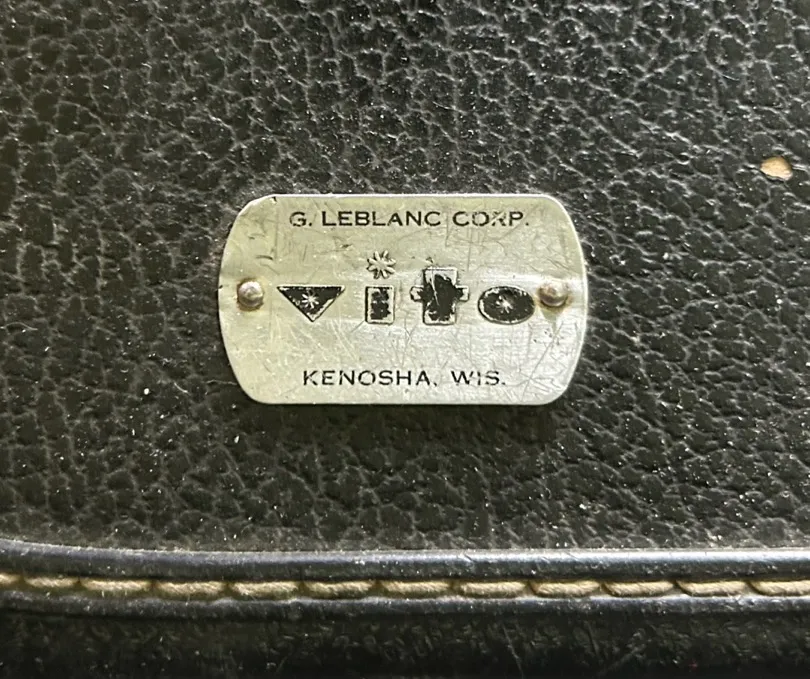 G. LEBLANC CORP.
Vito
KENOSHA, WIS.